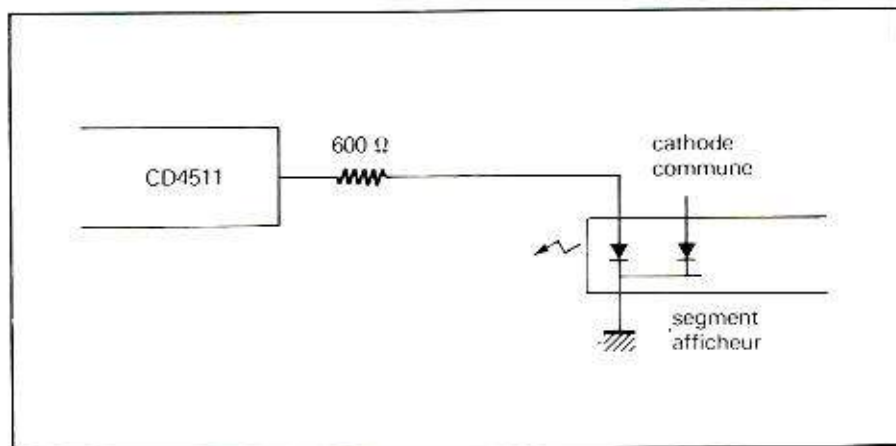 600 Ω
CD4511
cathode
commune
segment
afficheur